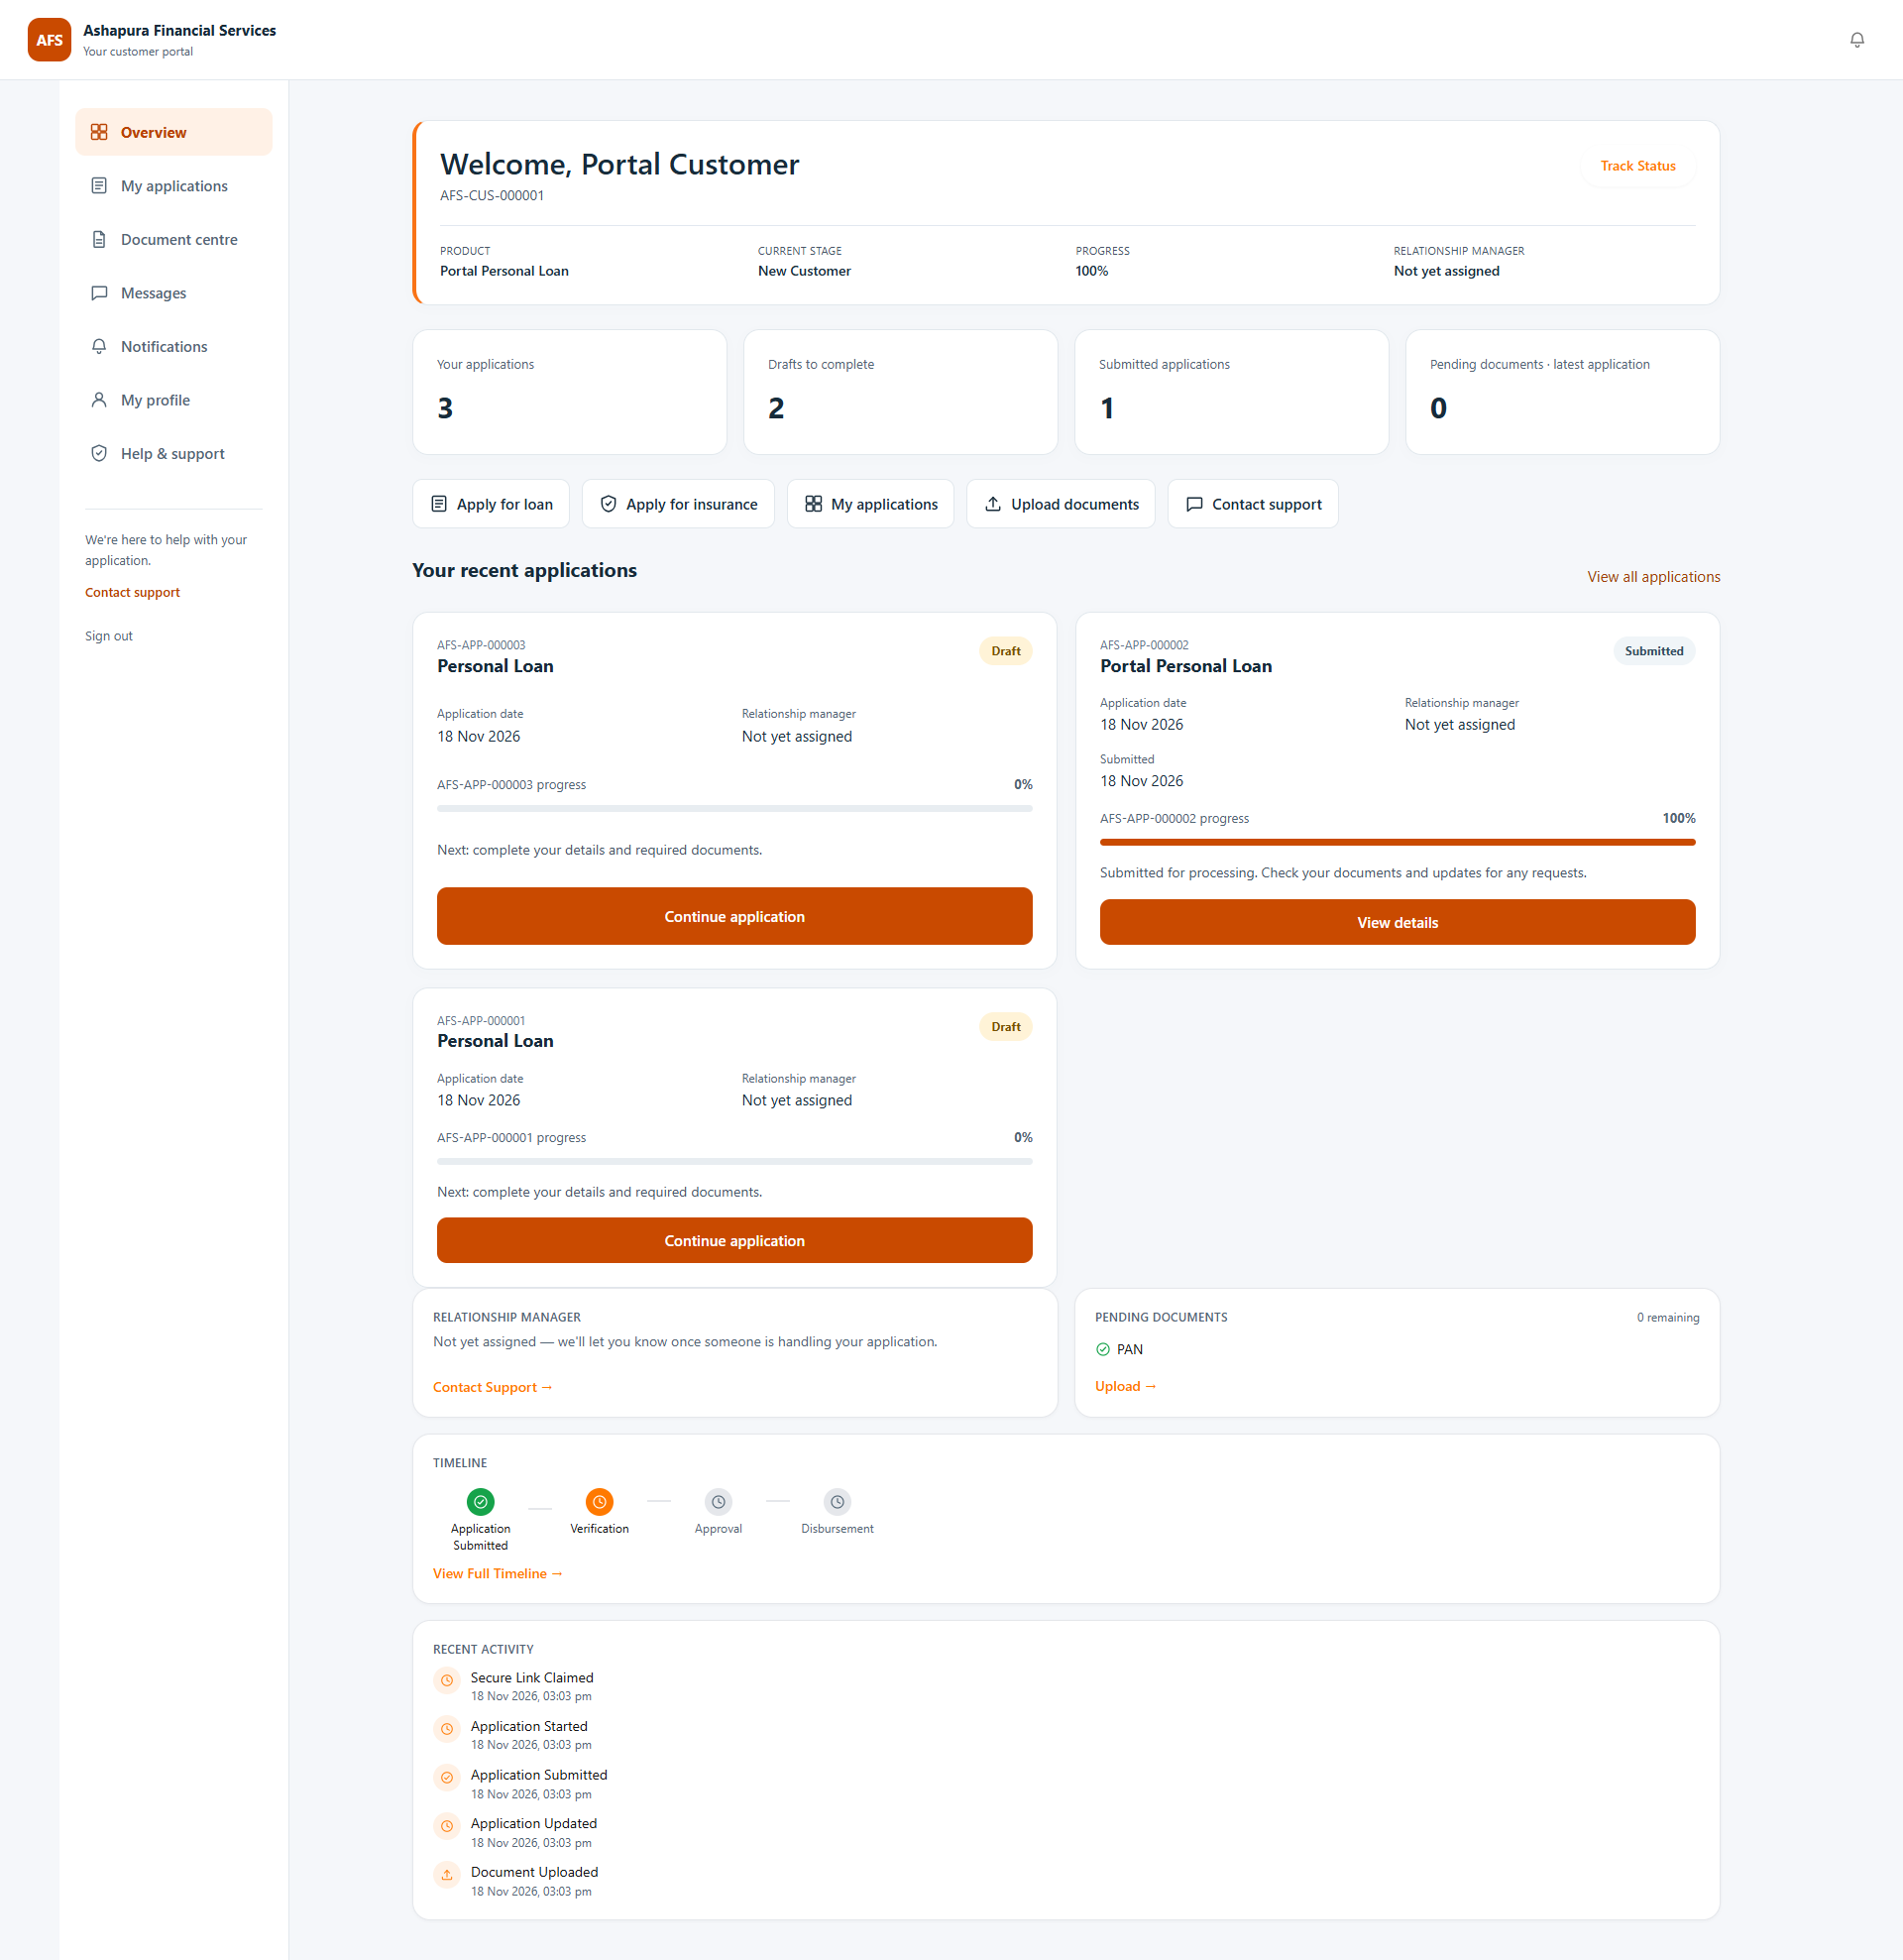 AFS
Ashapura Financial Services
Your customer portal
Overview
My applications
Document centre
Messages
Notifications
My profile
Help & support
We're here to help with your
application.
Contact support
Sign out
Welcome, Portal Customer
AFS-CUS-000001
Track Status
PRODUCT
Portal Personal Loan
CURRENT STAGE
New Customer
PROGRESS
100%
RELATIONSHIP MANAGER
Not yet assigned
Your applications
3
Drafts to complete
2
Submitted applications
1
Pending documents · latest application
0
Apply for loan
Apply for insurance
My applications
Upload documents
Contact support
Your recent applications
View all applications
AFS-APP-000003
Personal Loan
Draft
Application date
18 Nov 2026
Relationship manager
Not yet assigned
AFS-APP-000003 progress
0%
Next: complete your details and required documents.
Continue application
AFS-APP-000002
Portal Personal Loan
Submitted
Application date
18 Nov 2026
Relationship manager
Not yet assigned
Submitted
18 Nov 2026
AFS-APP-000002 progress
100%
Submitted for processing. Check your documents and updates for any requests.
View details
AFS-APP-000001
Personal Loan
Draft
Application date
18 Nov 2026
Relationship manager
Not yet assigned
AFS-APP-000001 progress
0%
Next: complete your details and required documents.
Continue application
RELATIONSHIP MANAGER
Not yet assigned — we'll let you know once someone is handling your application.
Contact Support →
PENDING DOCUMENTS
0 remaining
PAN
Upload →
TIMELINE
Application
Submitted
Verification
Approval
Disbursement
View Full Timeline →
RECENT ACTIVITY
Secure Link Claimed
18 Nov 2026, 03:03 pm
Application Started
18 Nov 2026, 03:03 pm
Application Submitted
18 Nov 2026, 03:03 pm
Application Updated
18 Nov 2026, 03:03 pm
Document Uploaded
18 Nov 2026, 03:03 pm